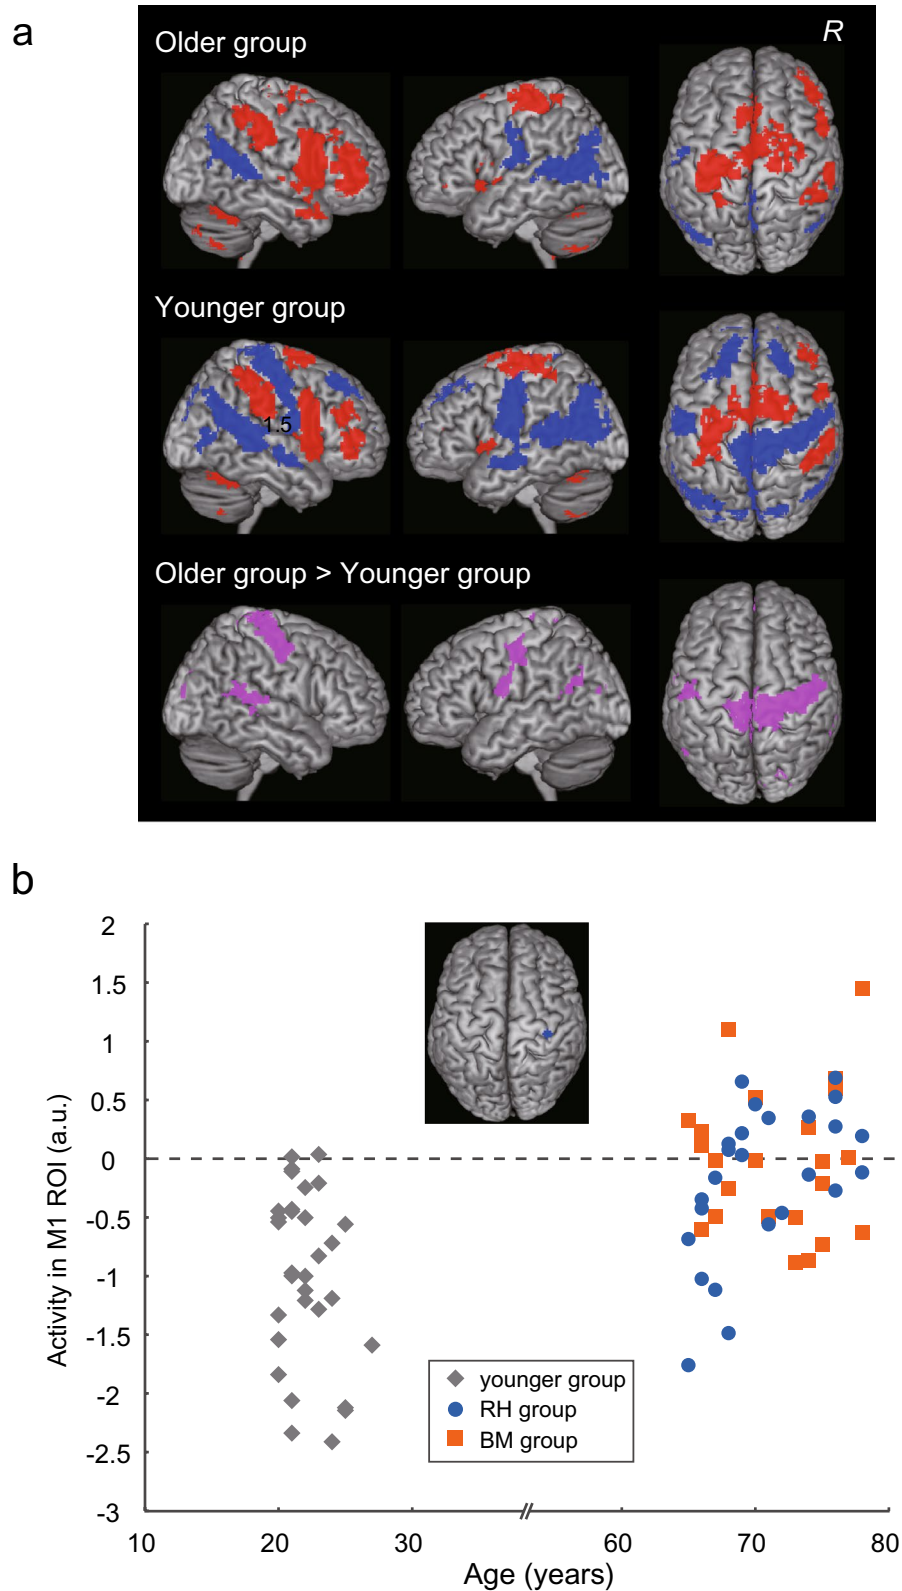 a
Older group
R
Younger group
1.5
Older group > Younger group
b
2
1.5
1
0.5
0
-0.5
-1
-1.5
-2
-2.5
-3
Activity in M1 ROI (a.u.)
younger group
RH group
BM group
10 20 30 60 70 80
Age (years)